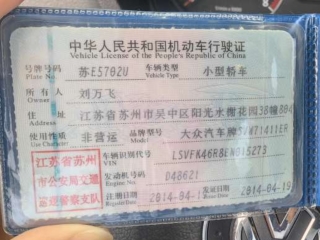 中华人民共和国机动车行驶证
Vehicle License of the People's Republic of China
号牌号码 苏E5702U 车辆类型 小型轿车
Plate No. Vehicle Type
所有人 刘万飞
Owner
住址 江苏省苏州市吴中区阳光水榭花园38幢804
Address
使用性质 非营运 品牌型号 大众汽车牌SVW71411ER
Use Character Model
江苏省苏州
市公安局交通
巡逻警察支队
车辆识别代号
VIN
发动机号码 048621
Engine No.
注册日期 2014-04-1 发证日期 2014-04-19
Register Date Issue Date